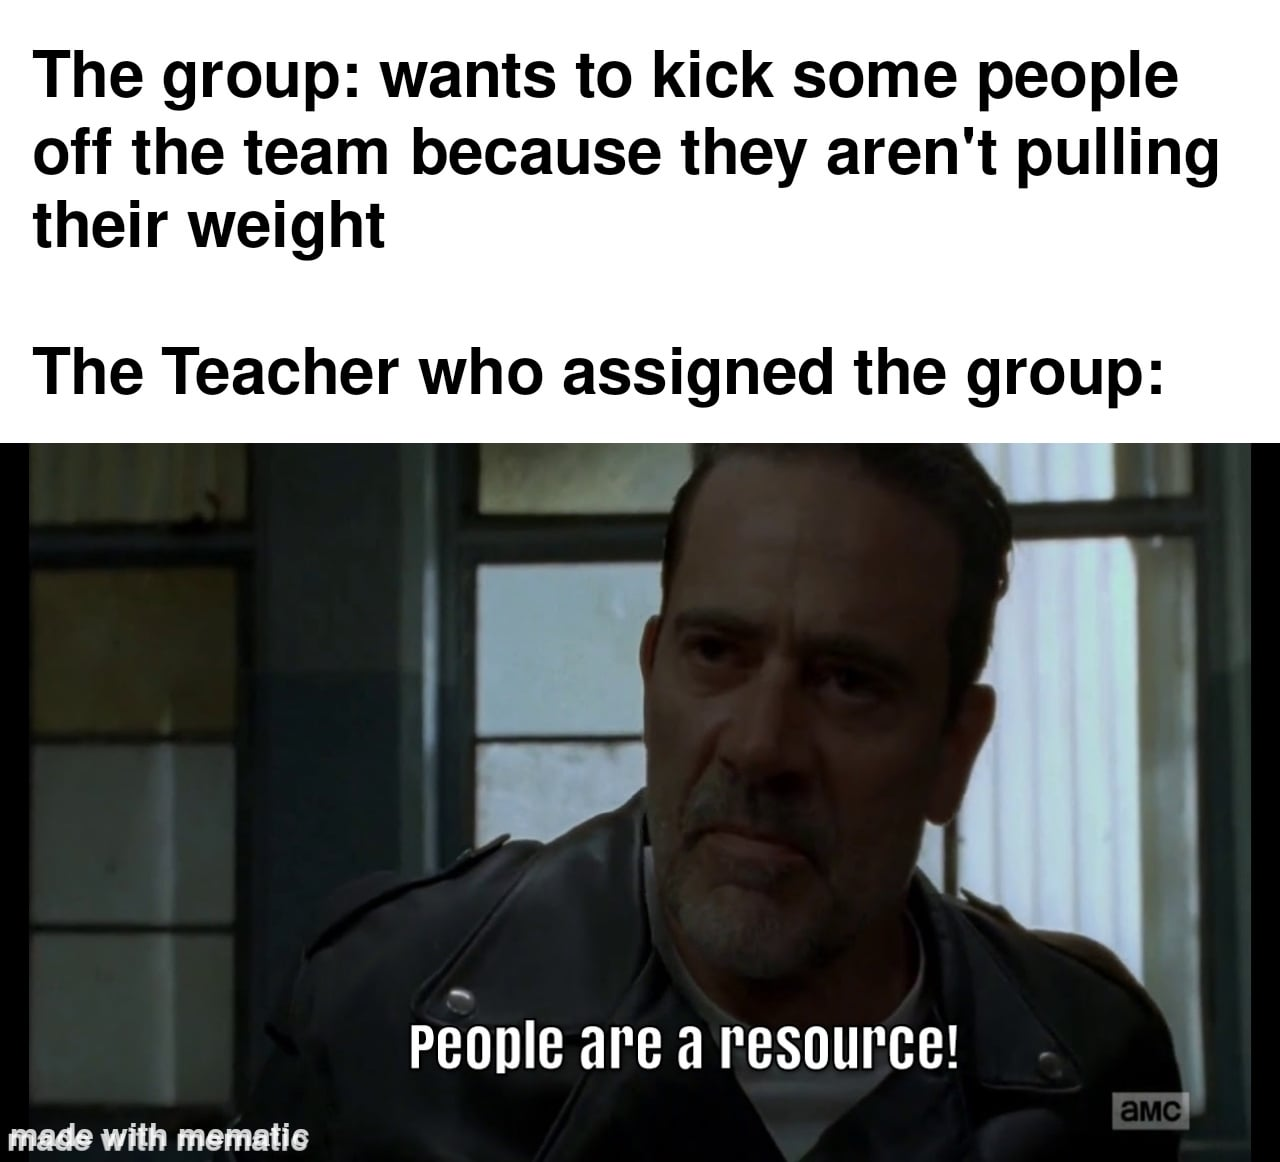 The group: wants to kick some people
off the team because they aren't pulling
their weight
The Teacher who assigned the group:
People are a resource!
aMC
made with mematic